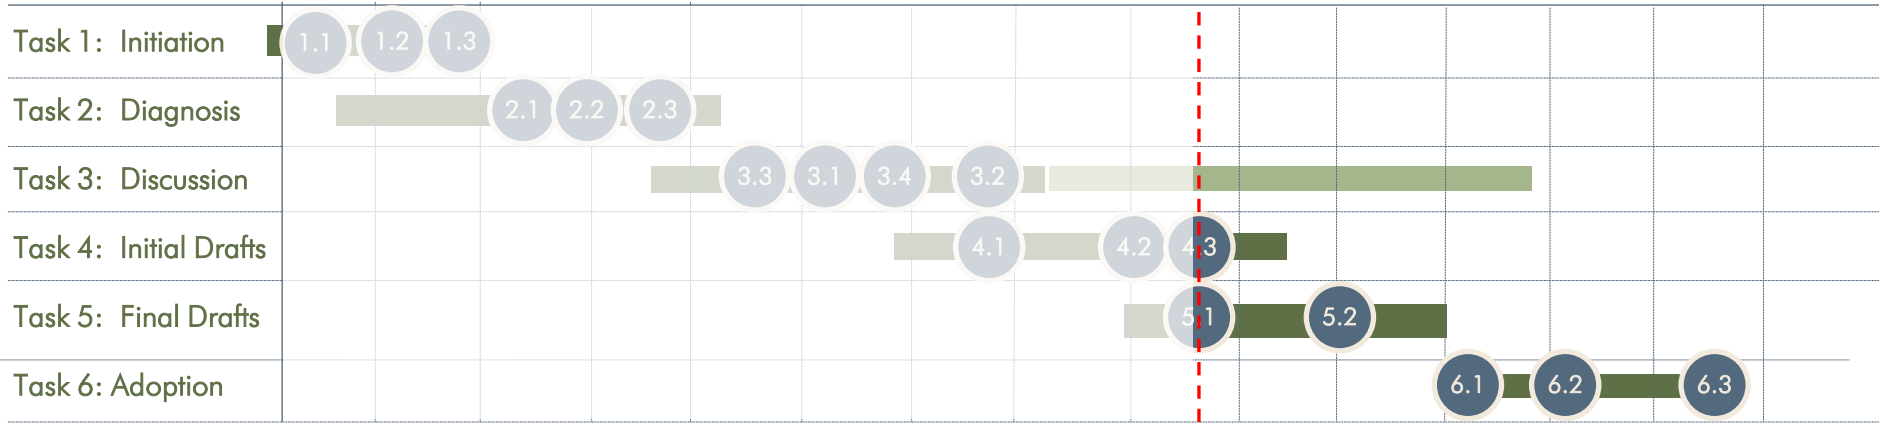 Task 1: Initiation 1.1 1.2 1.3
Task 2: Diagnosis 2.1 2.2 2.3
Task 3: Discussion 3.3 3.1 3.4 3.2
Task 4: Initial Drafts 4.1 4.2 4.3
Task 5: Final Drafts 5.1 5.2
Task 6: Adoption 6.1 6.2 6.3